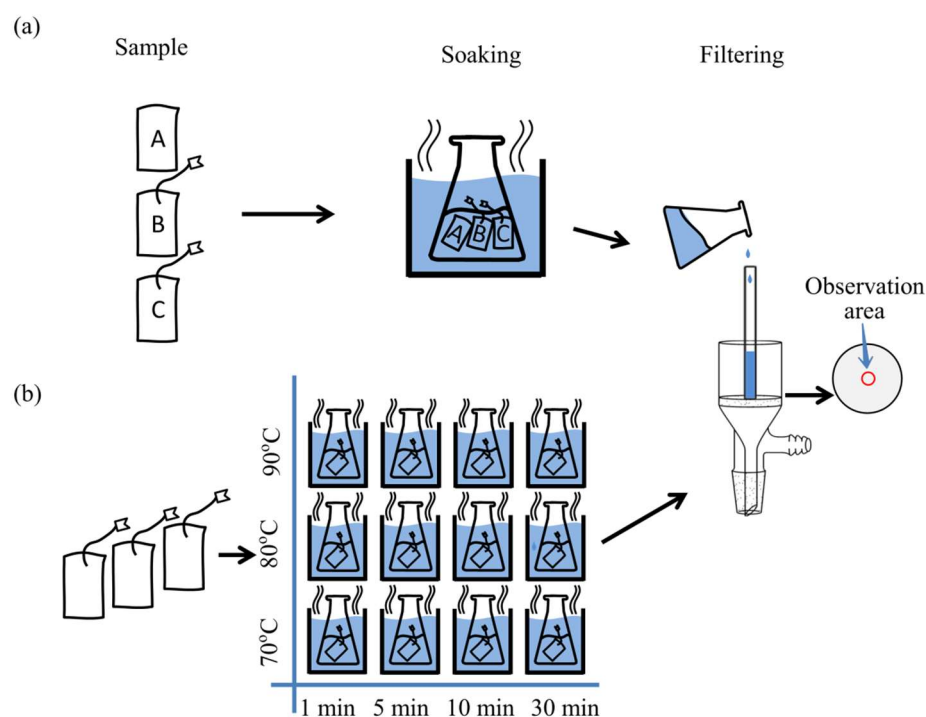 (a)
Sample
Soaking
Filtering
A
B
C
A B C
Observation
area
(b)
90°C
80°C
70°C
1 min 5 min 10 min 30 min